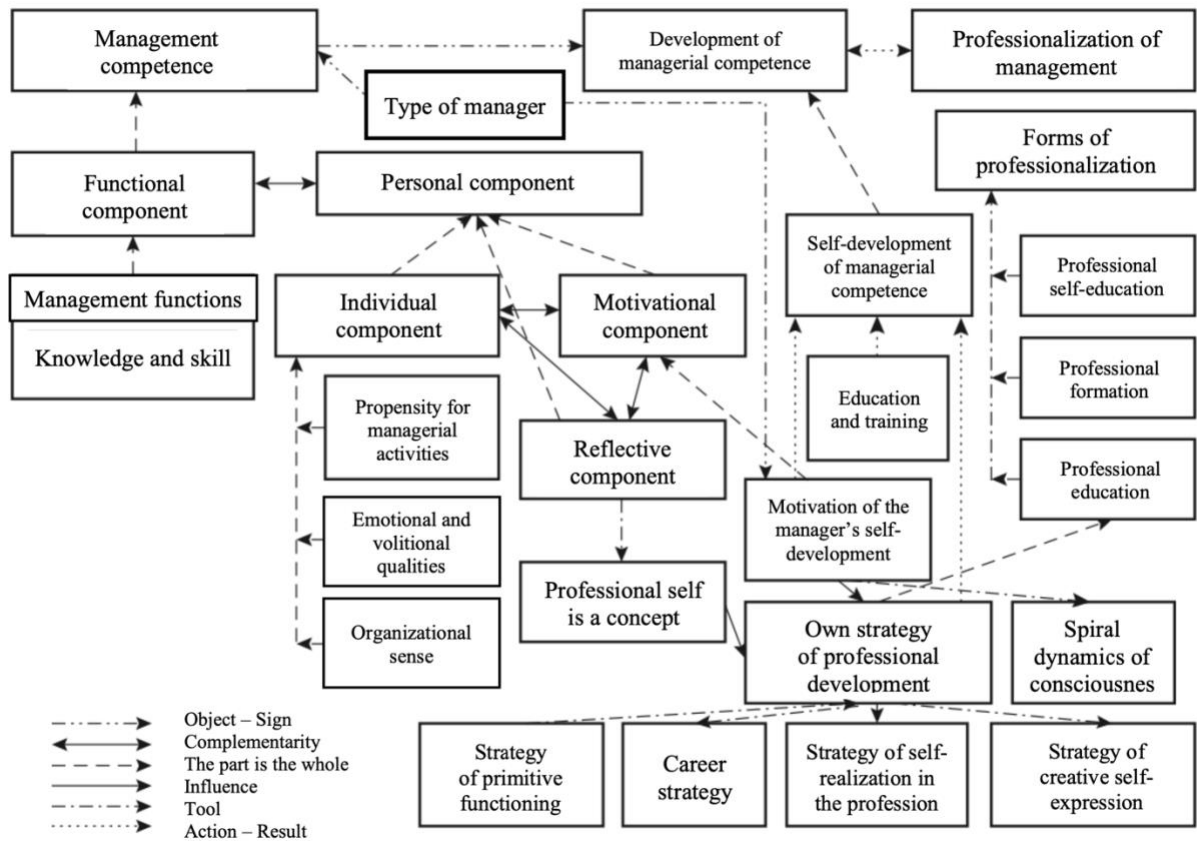 Management
competence
Development of
managerial competence
Professionalization of
management
Type of manager
Forms of
professionalization
Functional
component
Personal component
Self-development
of managerial
competence
Professional
self-education
Management functions
Knowledge and skill
Individual
component
Motivational
component
Professional
formation
Propensity for
managerial
activities
Education
and training
Reflective
component
Professional
education
Emotional and
volitional
qualities
Motivation of the
manager’s self-
development
Professional self
is a concept
Organizational
sense
Own strategy
of professional
development
Spiral
dynamics of
consciousnes
Object – Sign
Complementarity
The part is the whole
Influence
Tool
Action – Result
Strategy
of primitive
functioning
Career
strategy
Strategy of self-
realization in
the profession
Strategy of
creative self-
expression